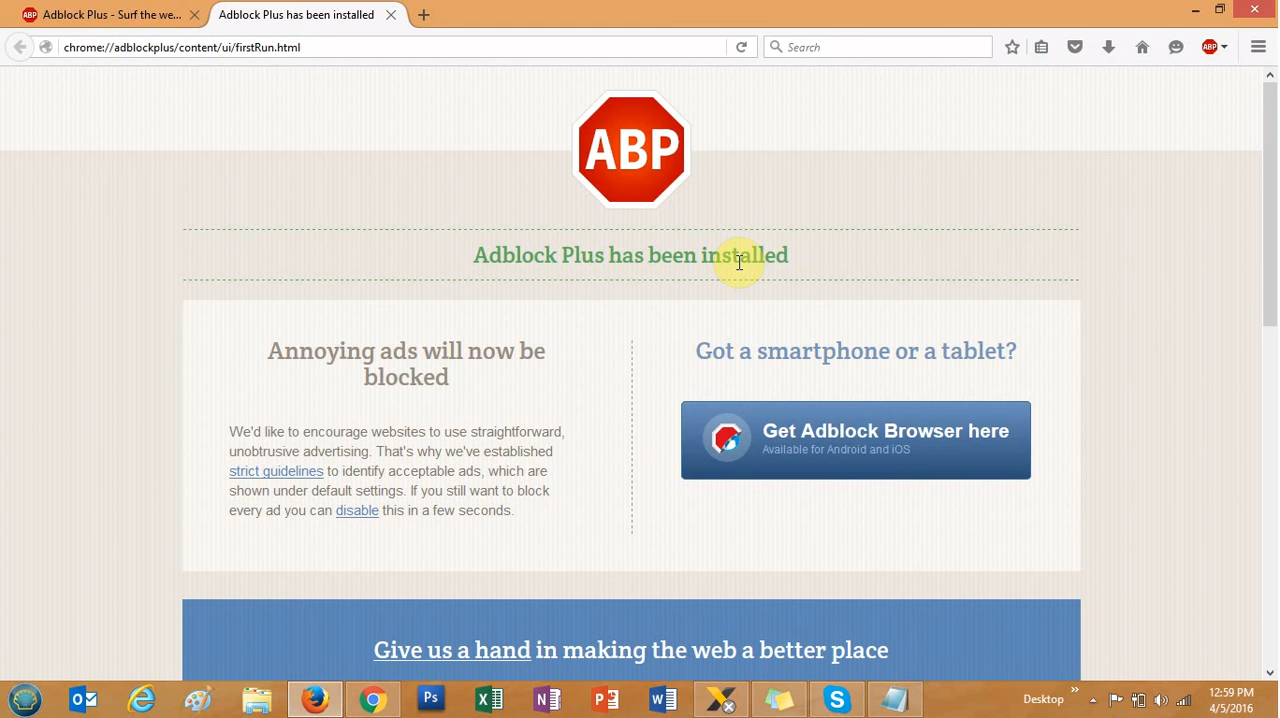 Adblock Plus - Surf the we...
Adblock Plus has been installed
chrome://adblockplus/content/ui/firstRun.html
Search
ABP
ABP
Adblock Plus has been installed
Annoying ads will now be
blocked
We'd like to encourage websites to use straightforward,
unobtrusive advertising. That's why we've established
strict guidelines to identify acceptable ads, which are
shown under default settings. If you still want to block
every ad you can disable this in a few seconds.
Got a smartphone or a tablet?
Get Adblock Browser here
Available for Android and iOS
Give us a hand in making the web a better place
Ps
Desktop
12:59 PM
4/5/2016